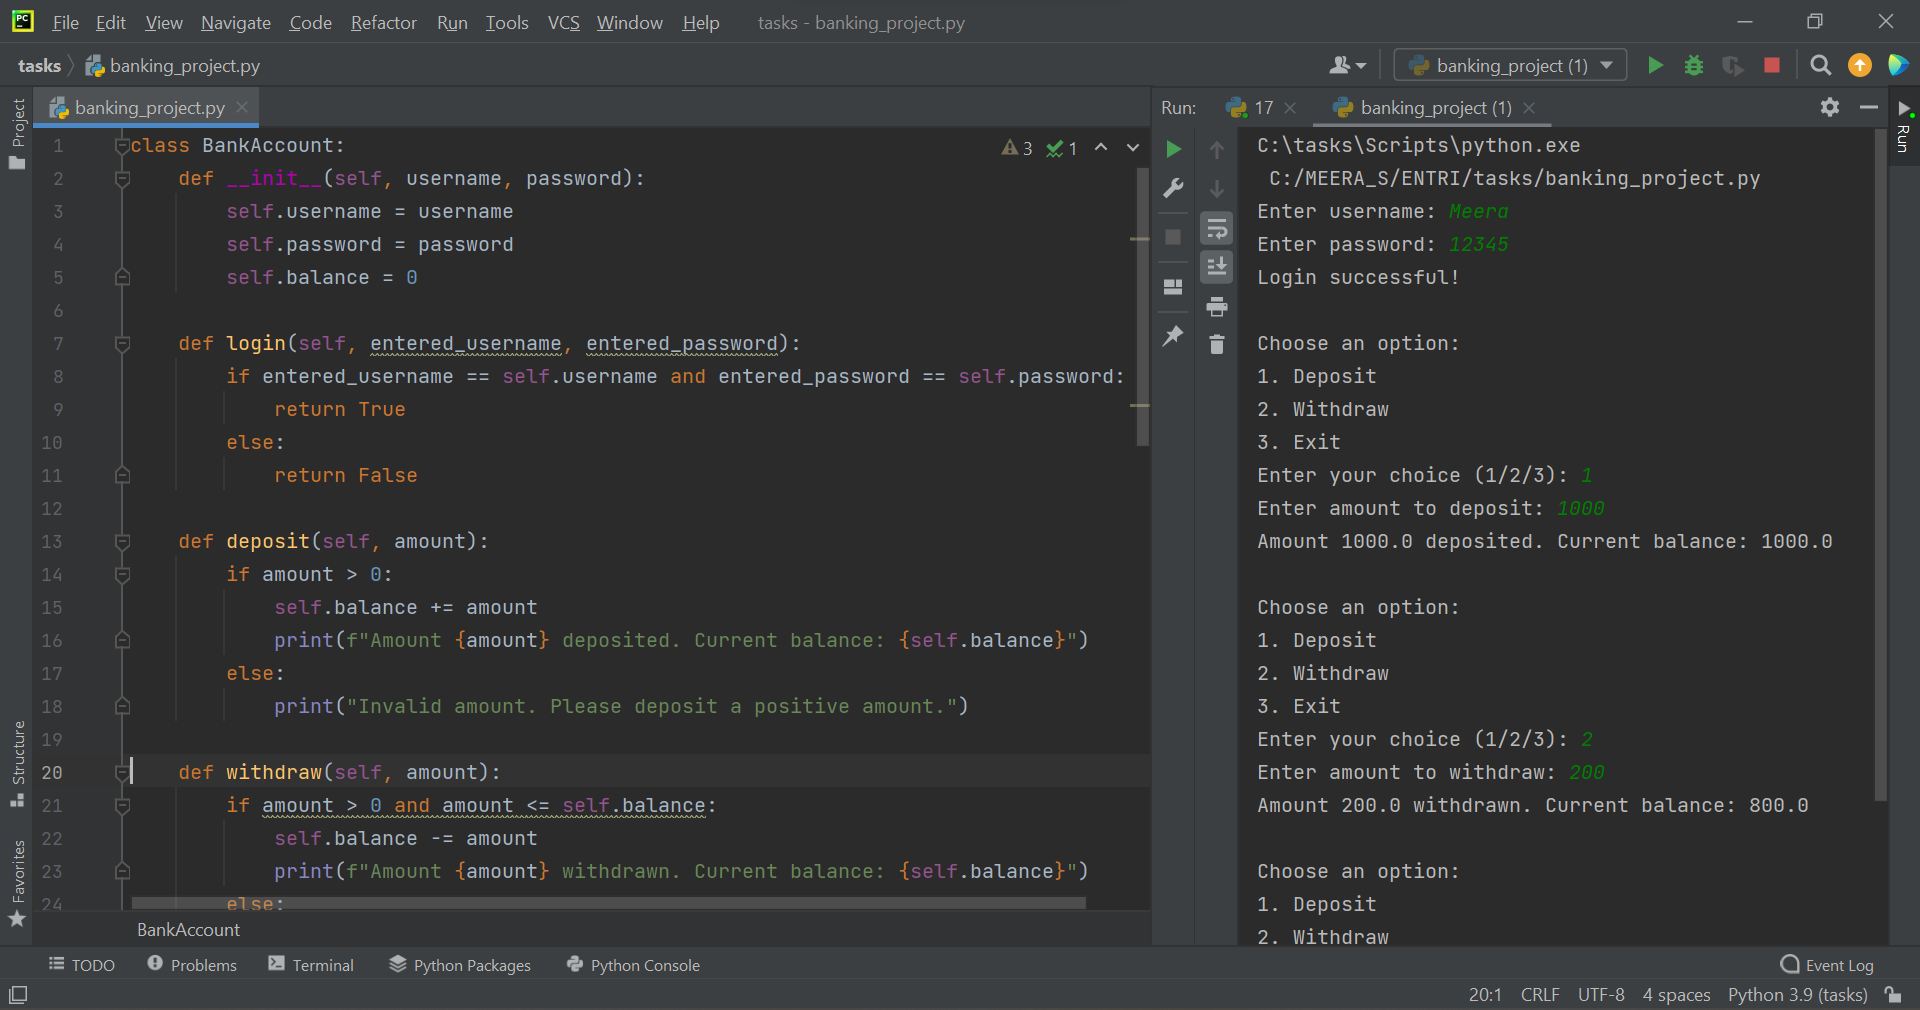 File Edit View Navigate Code Refactor Run Tools VCS Window Help tasks - banking_project.py
tasks banking_project.py banking_project (1)
Project
banking_project.py
1 class BankAccount:
2     def __init__(self, username, password):
3         self.username = username
4         self.password = password
5         self.balance = 0
6
7     def login(self, entered_username, entered_password):
8         if entered_username == self.username and entered_password == self.password:
9             return True
10         else:
11             return False
12
13     def deposit(self, amount):
14         if amount > 0:
15             self.balance += amount
16             print(f"Amount {amount} deposited. Current balance: {self.balance}")
17         else:
18             print("Invalid amount. Please deposit a positive amount.")
19
20     def withdraw(self, amount):
21         if amount > 0 and amount <= self.balance:
22             self.balance -= amount
23             print(f"Amount {amount} withdrawn. Current balance: {self.balance}")
24         else:
3 1
BankAccount
Structure
Favorites
Run: 17 banking_project (1)
Run
C:\tasks\Scripts\python.exe
C:/MEERA_S/ENTRI/tasks/banking_project.py
Enter username: Meera
Enter password: 12345
Login successful!
Choose an option:
1. Deposit
2. Withdraw
3. Exit
Enter your choice (1/2/3): 1
Enter amount to deposit: 1000
Amount 1000.0 deposited. Current balance: 1000.0
Choose an option:
1. Deposit
2. Withdraw
3. Exit
Enter your choice (1/2/3): 2
Enter amount to withdraw: 200
Amount 200.0 withdrawn. Current balance: 800.0
Choose an option:
1. Deposit
2. Withdraw
TODO Problems Terminal Python Packages Python Console Event Log
20:1 CRLF UTF-8 4 spaces Python 3.9 (tasks)